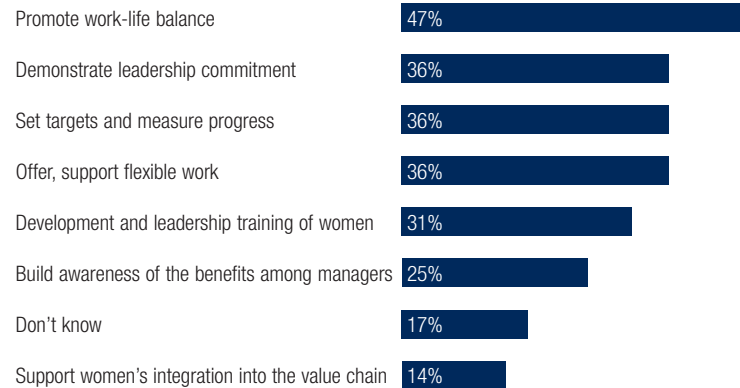 Promote work-life balance 47%
Demonstrate leadership commitment 36%
Set targets and measure progress 36%
Offer, support flexible work 36%
Development and leadership training of women 31%
Build awareness of the benefits among managers 25%
Don’t know 17%
Support women’s integration into the value chain 14%